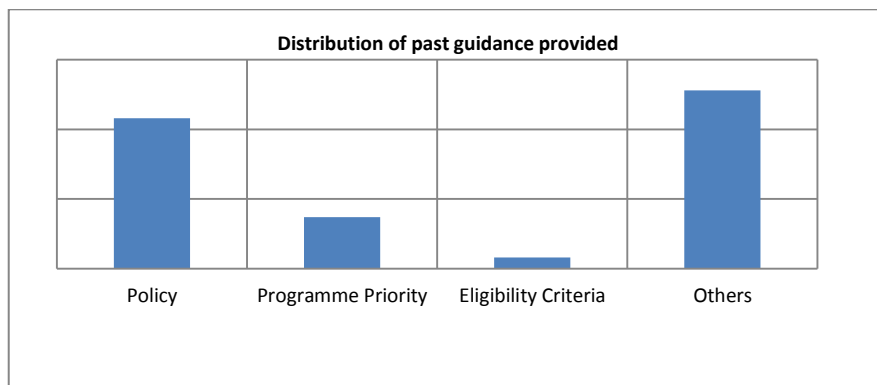 Distribution of past guidance provided
Policy Programme Priority Eligibility Criteria Others